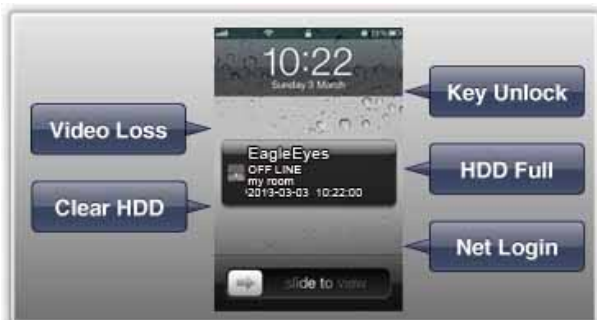 10:22
Sunday 3 March
Video Loss
Clear HDD
EagleEyes
OFF LINE
my room
2013-03-03 10:22:00
slide to view
Key Unlock
HDD Full
Net Login